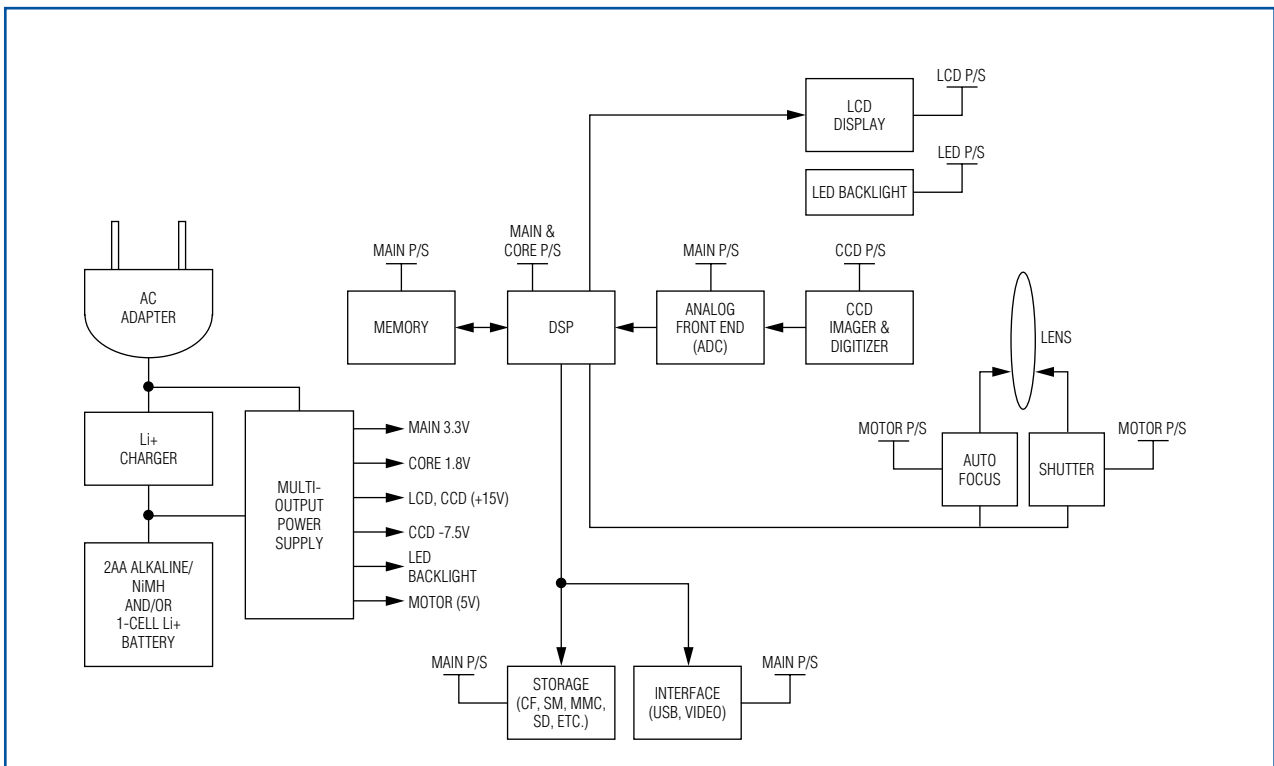 LCD P/S
LCD
DISPLAY
LED P/S
LED BACKLIGHT
MAIN P/S
MAIN &
CORE P/S
MAIN P/S
CCD P/S
MEMORY
DSP
ANALOG
FRONT END
(ADC)
CCD
IMAGER &
DIGITIZER
LENS
AC
ADAPTER
Li+
CHARGER
2AA ALKALINE/
NiMH
AND/OR
1-CELL Li+
BATTERY
MULTI-
OUTPUT
POWER
SUPPLY
MAIN 3.3V
CORE 1.8V
LCD, CCD (+15V)
CCD -7.5V
LED
BACKLIGHT
MOTOR (5V)
MOTOR P/S
AUTO
FOCUS
SHUTTER
MOTOR P/S
MAIN P/S
STORAGE
(CF, SM, MMC,
SD, ETC.)
INTERFACE
(USB, VIDEO)
MAIN P/S